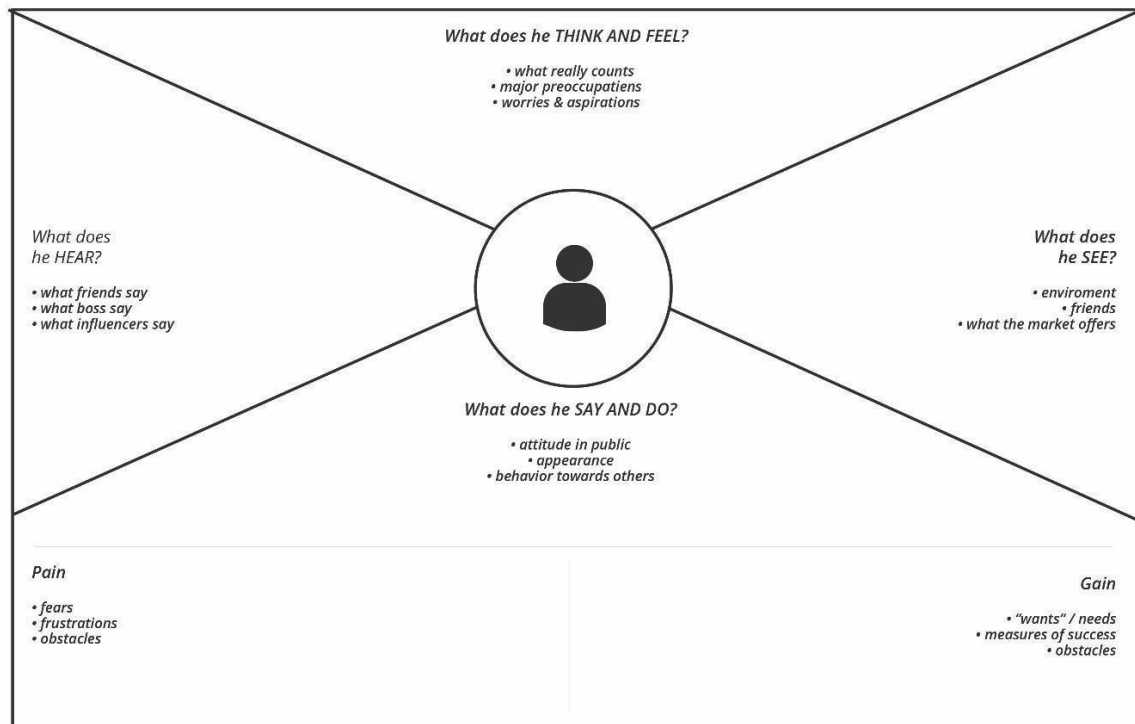 What does he THINK AND FEEL?
• what really counts
• major preoccupatiens
• worries & aspirations
What does
he HEAR?
• what friends say
• what boss say
• what influencers say
What does
he SEE?
• enviroment
• friends
• what the market offers
What does he SAY AND DO?
• attitude in public
• appearance
• behavior towards others
Pain
• fears
• frustrations
• obstacles
Gain
• “wants“ / needs
• measures of success
• obstacles